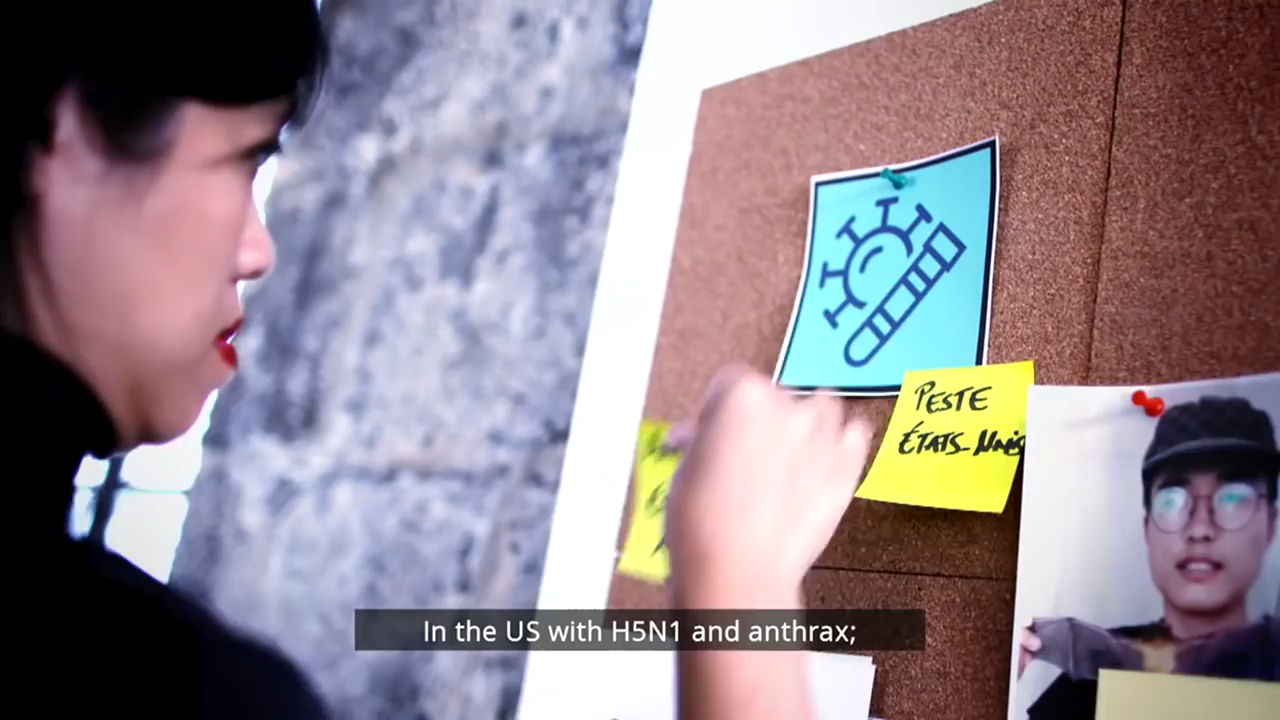 PESTE
ÉTATS-UNIS
In the US with H5N1 and anthrax;